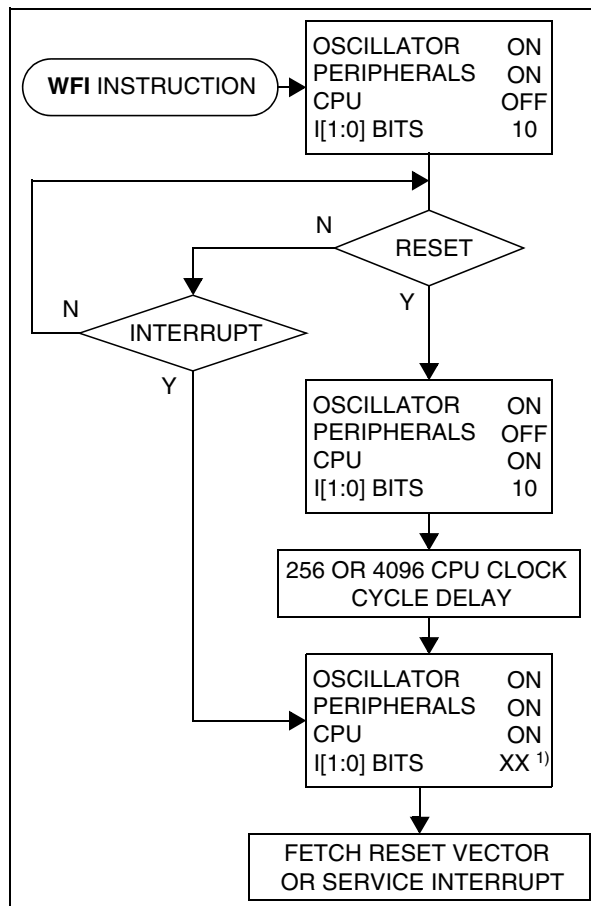 WFI INSTRUCTION
OSCILLATOR ON
PERIPHERALS ON
CPU OFF
I[1:0] BITS 10
N
RESET
Y
N
INTERRUPT
Y
OSCILLATOR ON
PERIPHERALS OFF
CPU ON
I[1:0] BITS 10
256 OR 4096 CPU CLOCK
CYCLE DELAY
OSCILLATOR ON
PERIPHERALS ON
CPU ON
I[1:0] BITS XX 1)
FETCH RESET VECTOR
OR SERVICE INTERRUPT